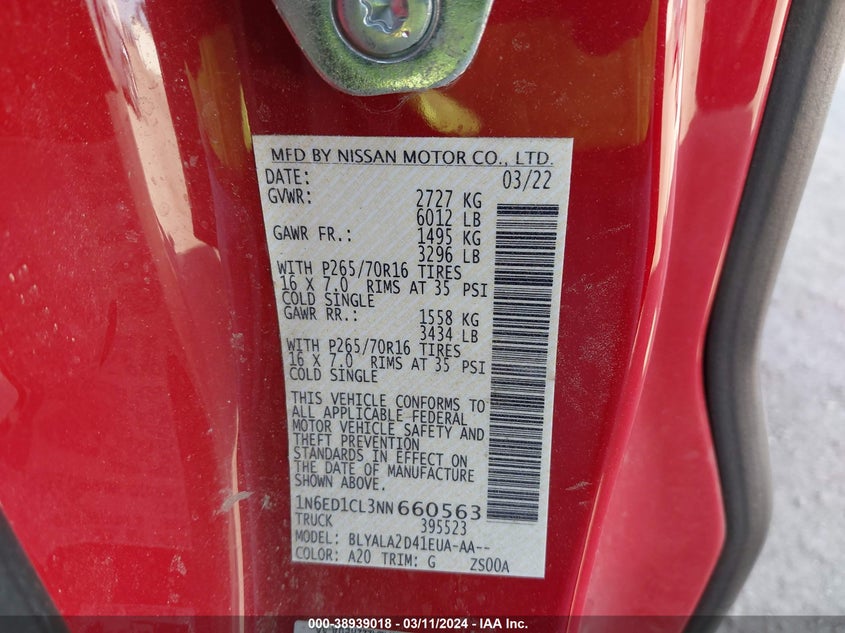 MFD BY NISSAN MOTOR CO., LTD.
DATE: 03/22
GVWR: 2727 KG
6012 LB
GAWR FR.: 1495 KG
3296 LB
WITH P265/70R16 TIRES
16 X 7.0 RIMS AT 35 PSI
COLD SINGLE
GAWR RR.: 1558 KG
3434 LB
WITH P265/70R16 TIRES
16 X 7.0 RIMS AT 35 PSI
COLD SINGLE
THIS VEHICLE CONFORMS TO
ALL APPLICABLE FEDERAL
MOTOR VEHICLE SAFETY AND
THEFT PREVENTION
STANDARDS IN EFFECT ON
THE DATE OF MANUFACTURE
SHOWN ABOVE.
1N6ED1CL3NN660563
TRUCK 395523
MODEL: BLYALA2D41EUA-AA--
COLOR: A20 TRIM: G ZS00A
000-38939018 - 03/11/2024 - IAA Inc.